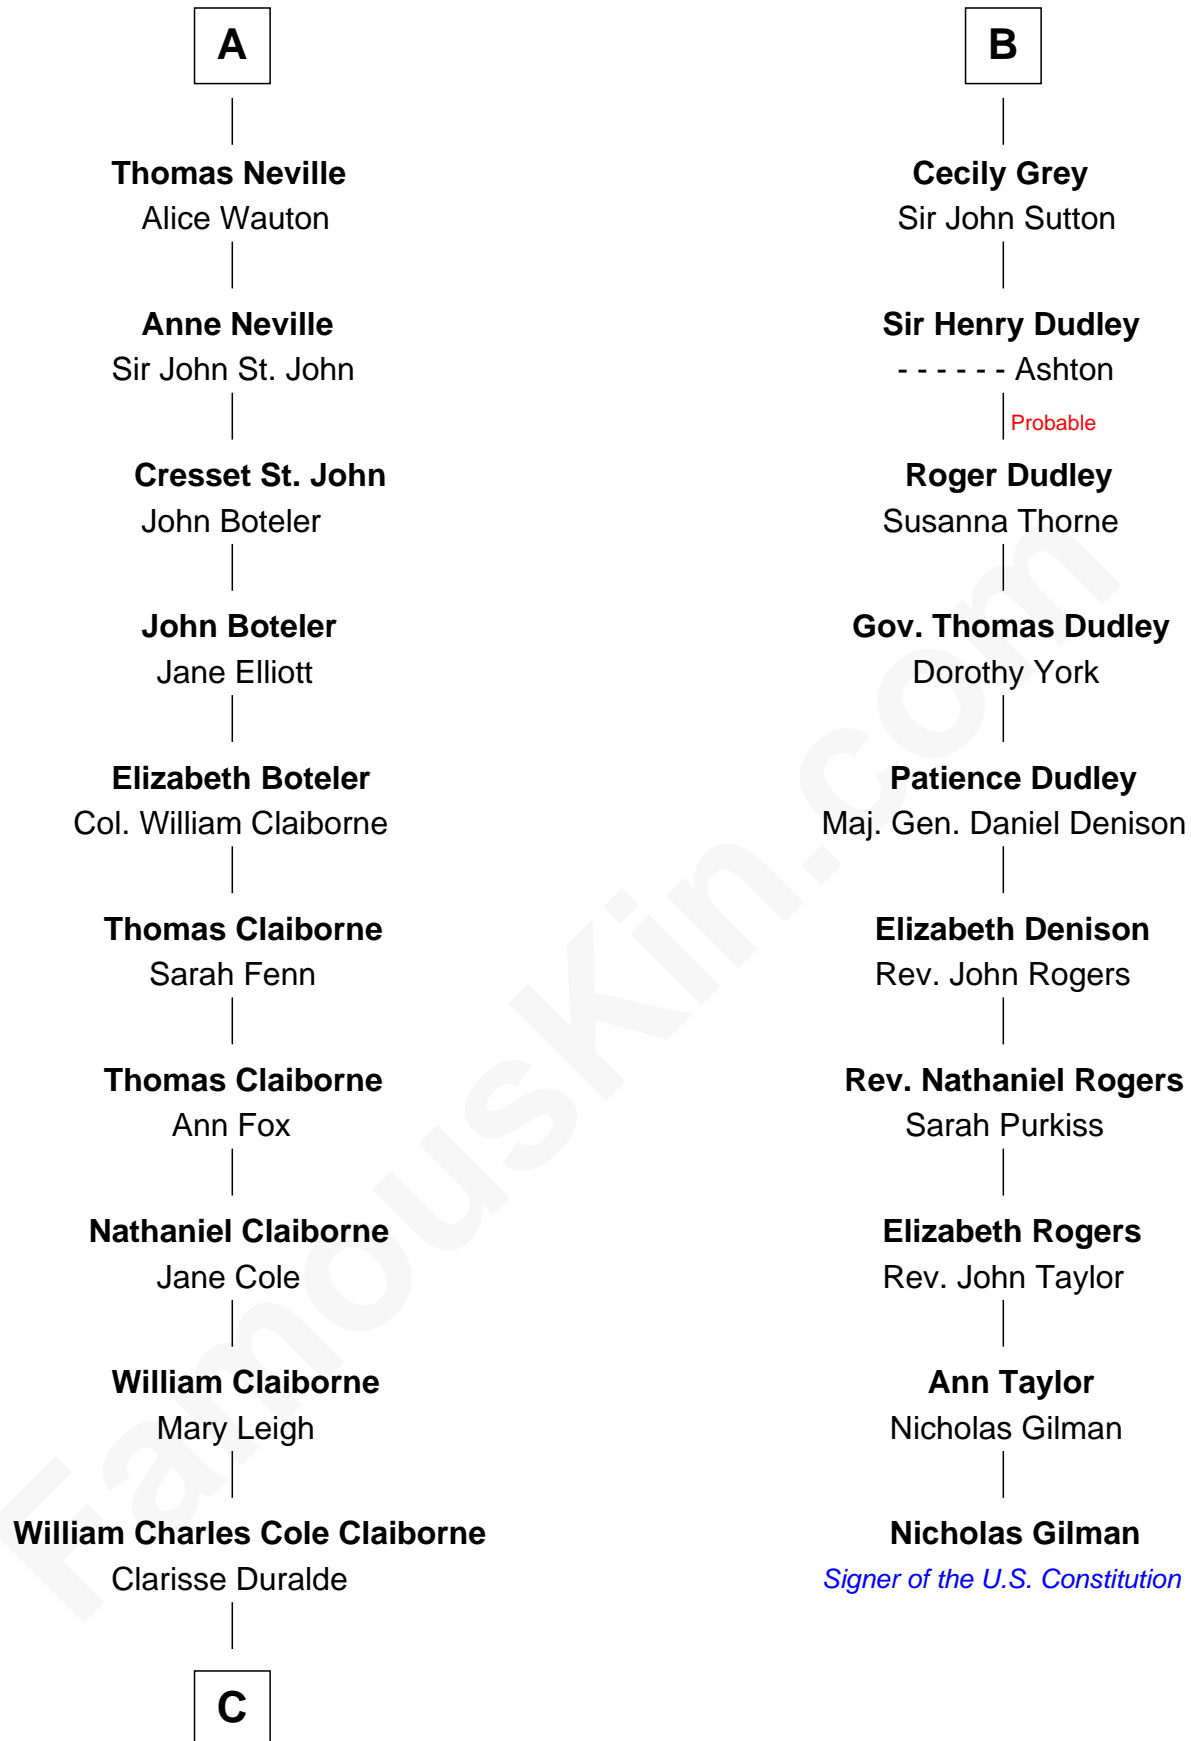 A
Thomas Neville
Alice Wauton
Anne Neville
Sir John St. John
Cresset St. John
John Boteler
John Boteler
Jane Elliott
Elizabeth Boteler
Col. William Claiborne
Thomas Claiborne
Sarah Fenn
Thomas Claiborne
Ann Fox
Nathaniel Claiborne
Jane Cole
William Claiborne
Mary Leigh
William Charles Cole Claiborne
Clarisse Duralde
C
B
Cecily Grey
Sir John Sutton
Sir Henry Dudley
- - - - - - Ashton
Probable
Roger Dudley
Susanna Thorne
Gov. Thomas Dudley
Dorothy York
Patience Dudley
Maj. Gen. Daniel Denison
Elizabeth Denison
Rev. John Rogers
Rev. Nathaniel Rogers
Sarah Purkiss
Elizabeth Rogers
Rev. John Taylor
Ann Taylor
Nicholas Gilman
Nicholas Gilman
Signer of the U.S. Constitution
FamousKin.com